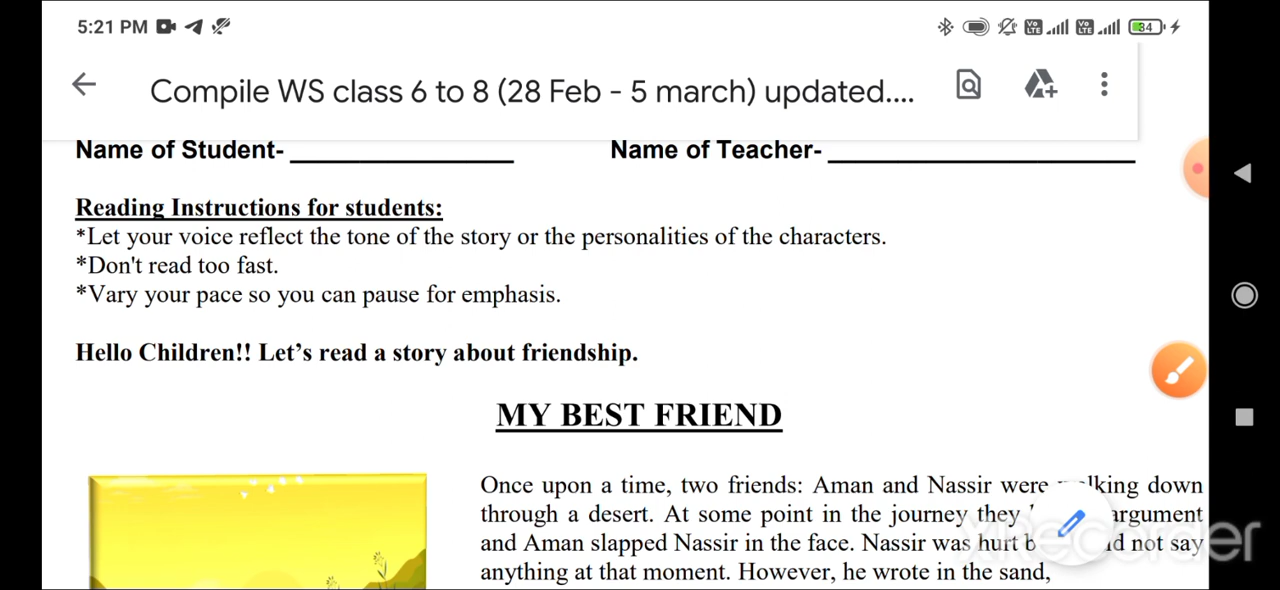 5:21 PM
Vo LTE Vo LTE 34
Compile WS class 6 to 8 (28 Feb - 5 march) updated....
Name of Student- Name of Teacher-
Reading Instructions for students:
*Let your voice reflect the tone of the story or the personalities of the characters.
*Don't read too fast.
*Vary your pace so you can pause for emphasis.
Hello Children!! Let’s read a story about friendship.
MY BEST FRIEND
Once upon a time, two friends: Aman and Nassir were down
through a desert. At some point in the journey they argument
and Aman slapped Nassir in the face. Nassir was hurt not say
anything at that moment. However, he wrote in the sand,